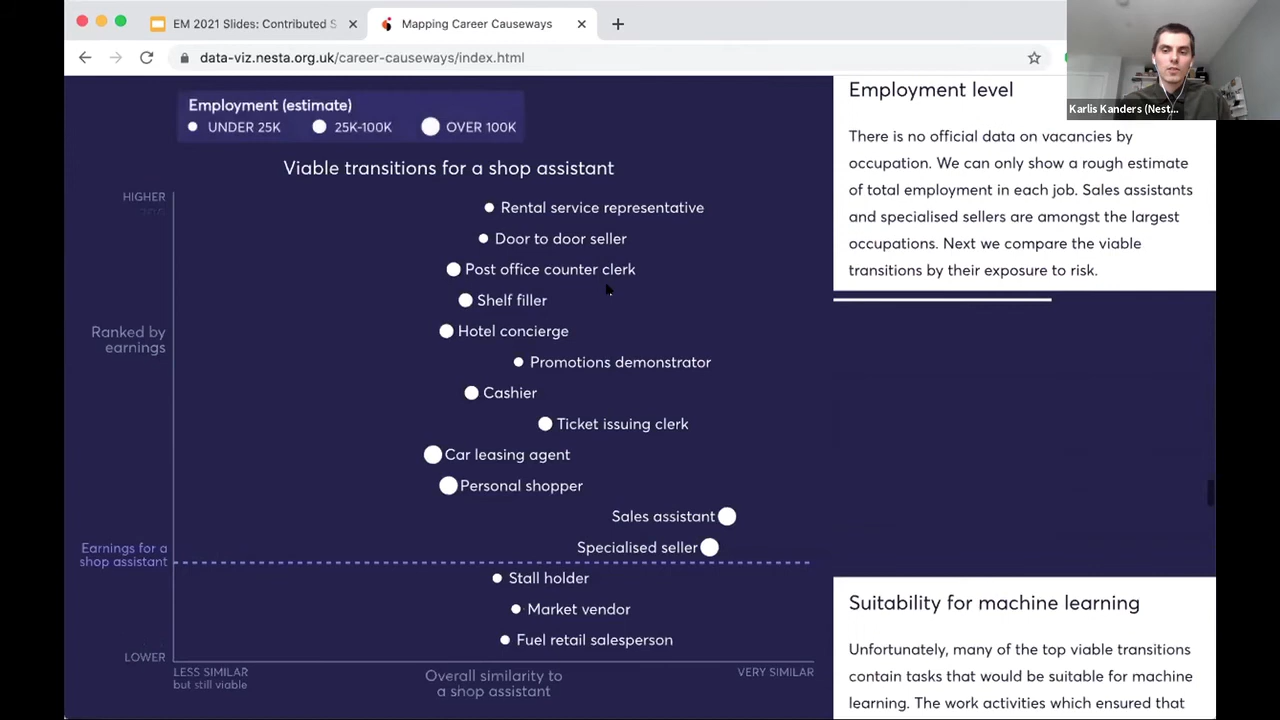 EM 2021 Slides: Contributed S
Mapping Career Causeways
data-viz.nesta.org.uk/career-causeways/index.html
Karlis Kanders (Nest...
Employment (estimate)
UNDER 25K
25K-100K
OVER 100K
Viable transitions for a shop assistant
HIGHER
Ranked by
earnings
Earnings for a
shop assistant
LOWER
Rental service representative
Door to door seller
Post office counter clerk
Shelf filler
Hotel concierge
Promotions demonstrator
Cashier
Ticket issuing clerk
Car leasing agent
Personal shopper
Sales assistant
Specialised seller
Stall holder
Market vendor
Fuel retail salesperson
LESS SIMILAR
but still viable
Overall similarity to
a shop assistant
VERY SIMILAR
Employment level
There is no official data on vacancies by
occupation. We can only show a rough estimate
of total employment in each job. Sales assistants
and specialised sellers are amongst the largest
occupations. Next we compare the viable
transitions by their exposure to risk.
Suitability for machine learning
Unfortunately, many of the top viable transitions
contain tasks that would be suitable for machine
learning. The work activities which ensured that